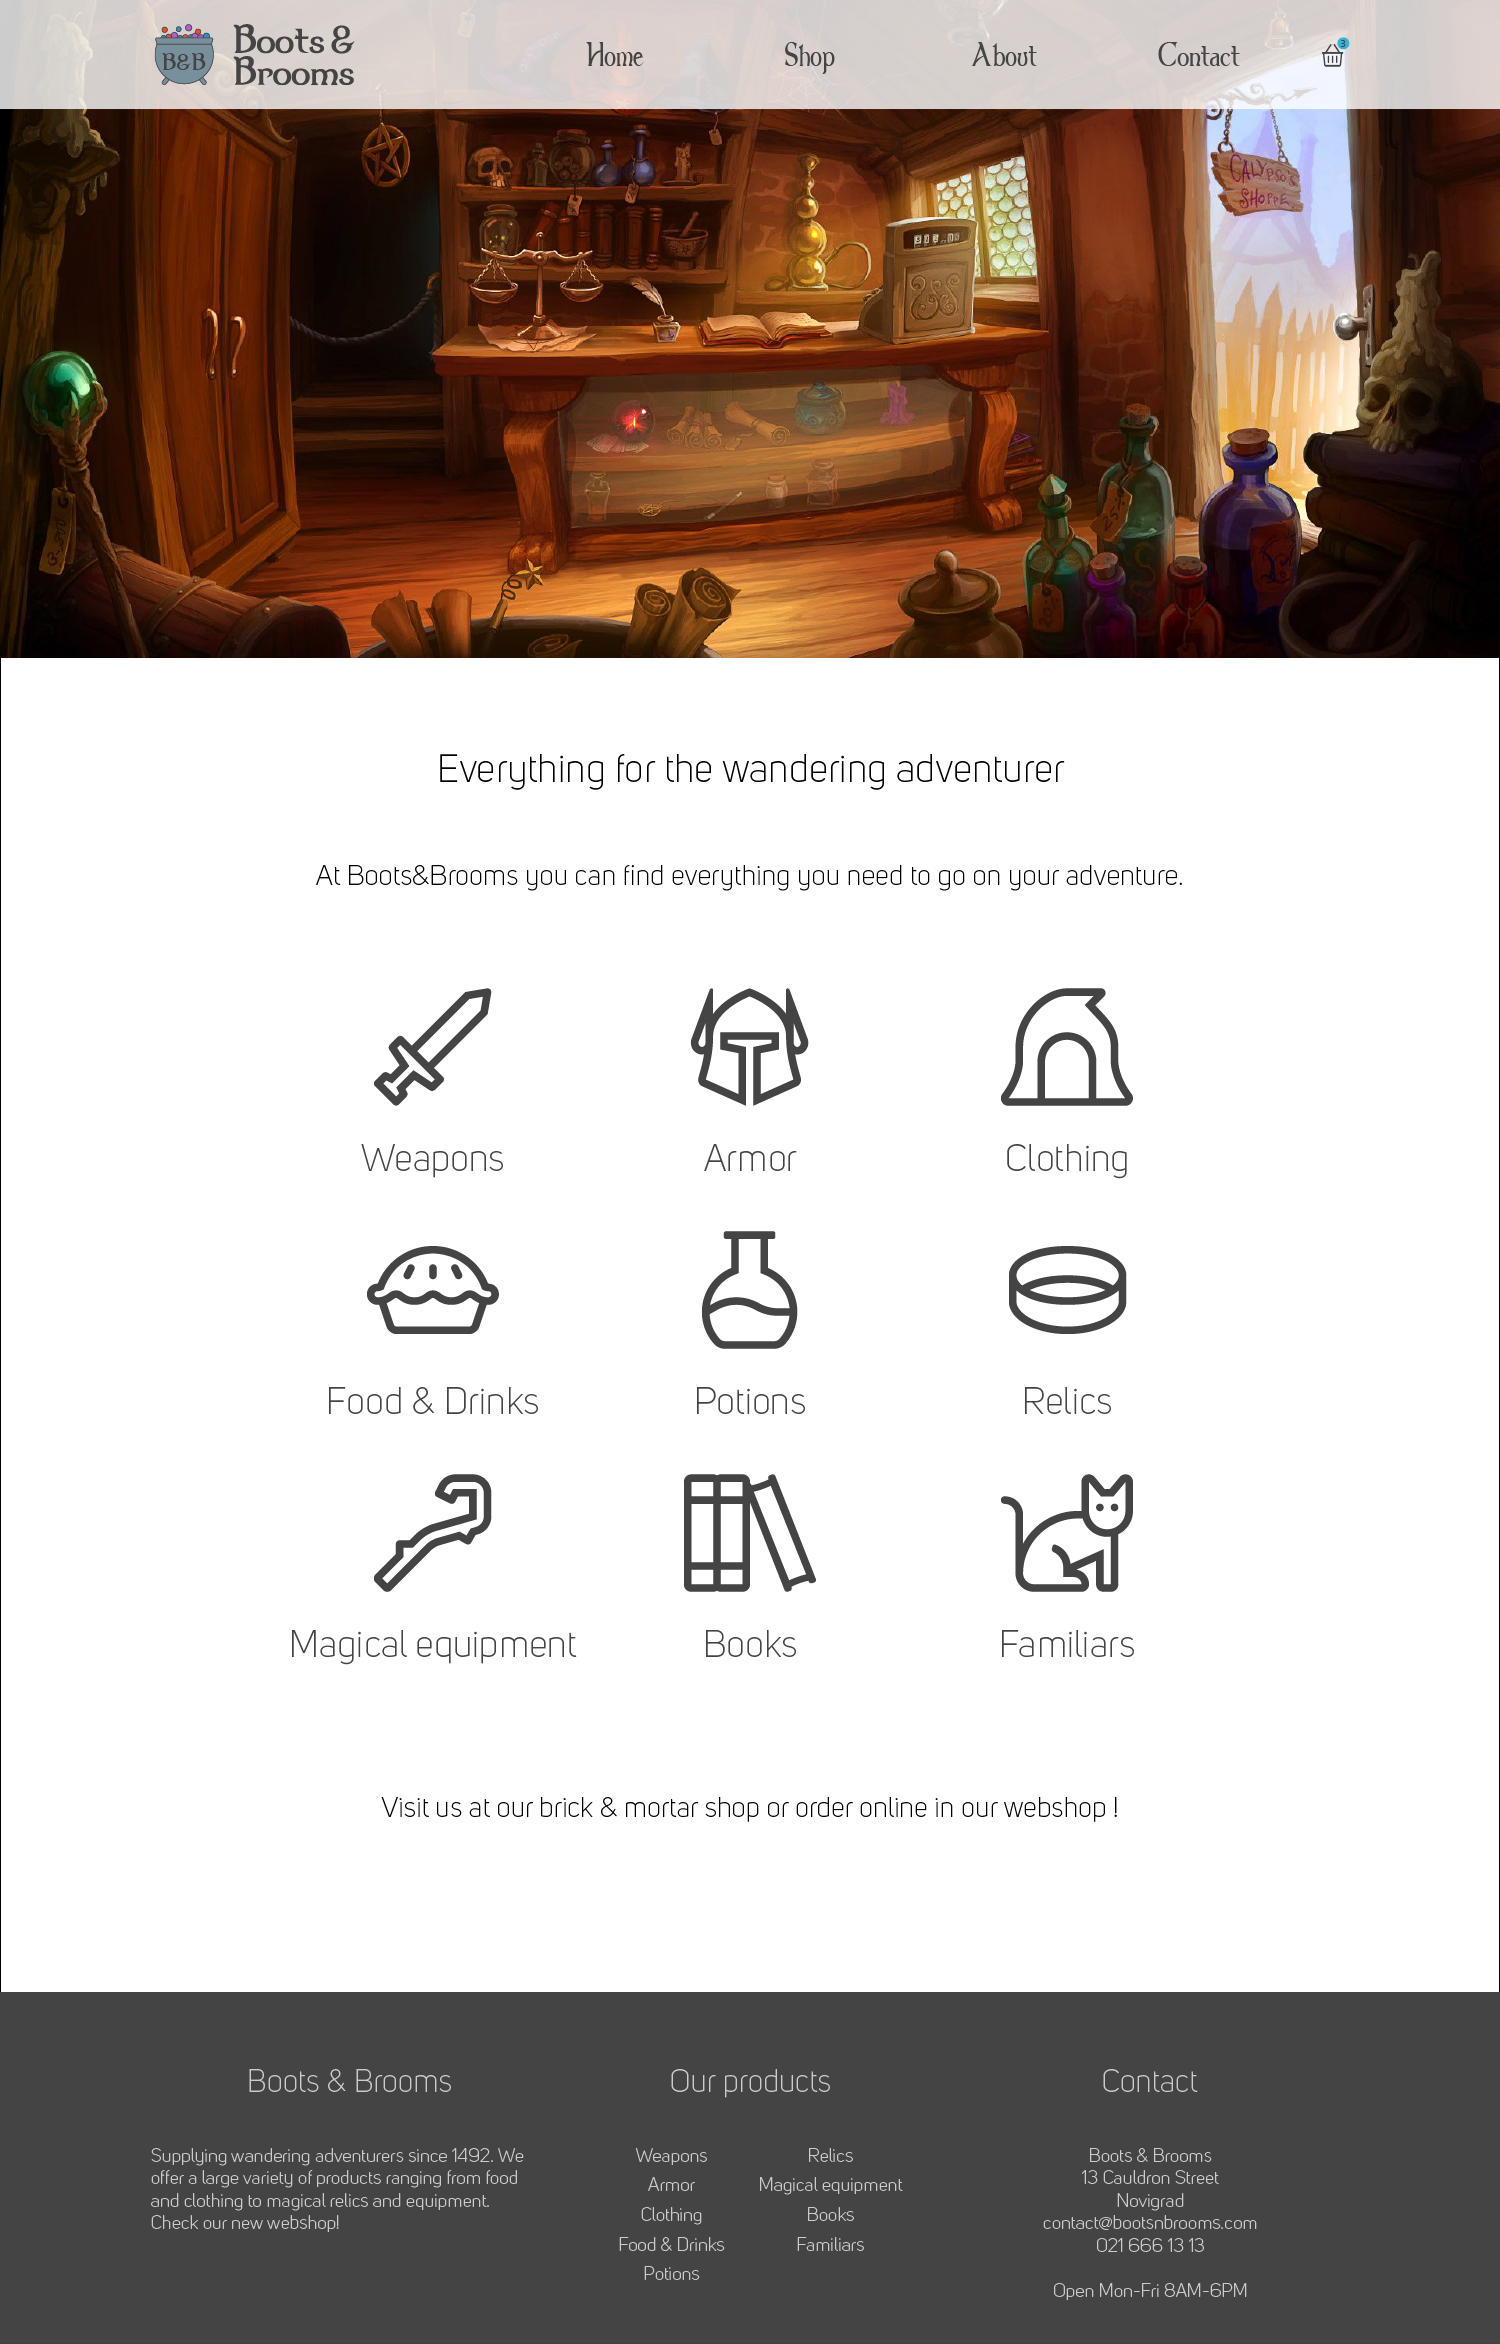 B&B
Boots &
Brooms
Home
Shop
About
Contact
3
CALYPSO'S
SHOPPE
Everything for the wandering adventurer
At Boots&Brooms you can find everything you need to go on your adventure.
Weapons
Armor
Clothing
Food & Drinks
Potions
Relics
Magical equipment
Books
Familiars
Visit us at our brick & mortar shop or order online in our webshop !
Boots & Brooms
Supplying wandering adventurers since 1492. We
offer a large variety of products ranging from food
and clothing to magical relics and equipment.
Check our new webshop!
Our products
Weapons
Armor
Clothing
Food & Drinks
Potions
Relics
Magical equipment
Books
Familiars
Contact
Boots & Brooms
13 Cauldron Street
Novigrad
contact@bootsnbrooms.com
021 666 13 13
Open Mon-Fri 8AM-6PM